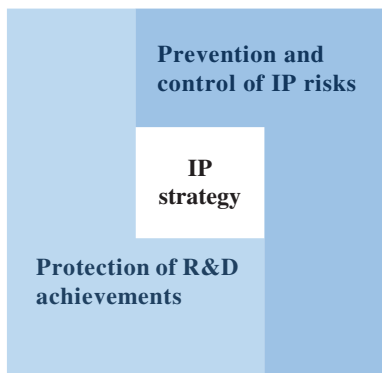 Prevention and
control of IP risks
IP
strategy
Protection of R&D
achievements